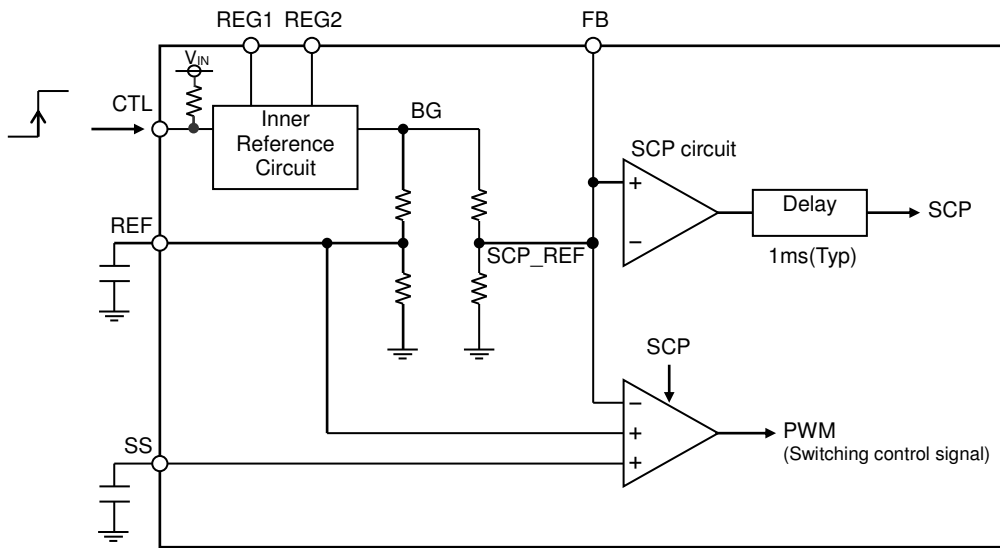 REG1 REG2 FB
VIN
CTL
BG
Inner
Reference
Circuit
SCP circuit
+
Delay
SCP
REF
SCP_REF
−
1ms(Typ)
SCP
−
+
PWM
SS
+
(Switching control signal)